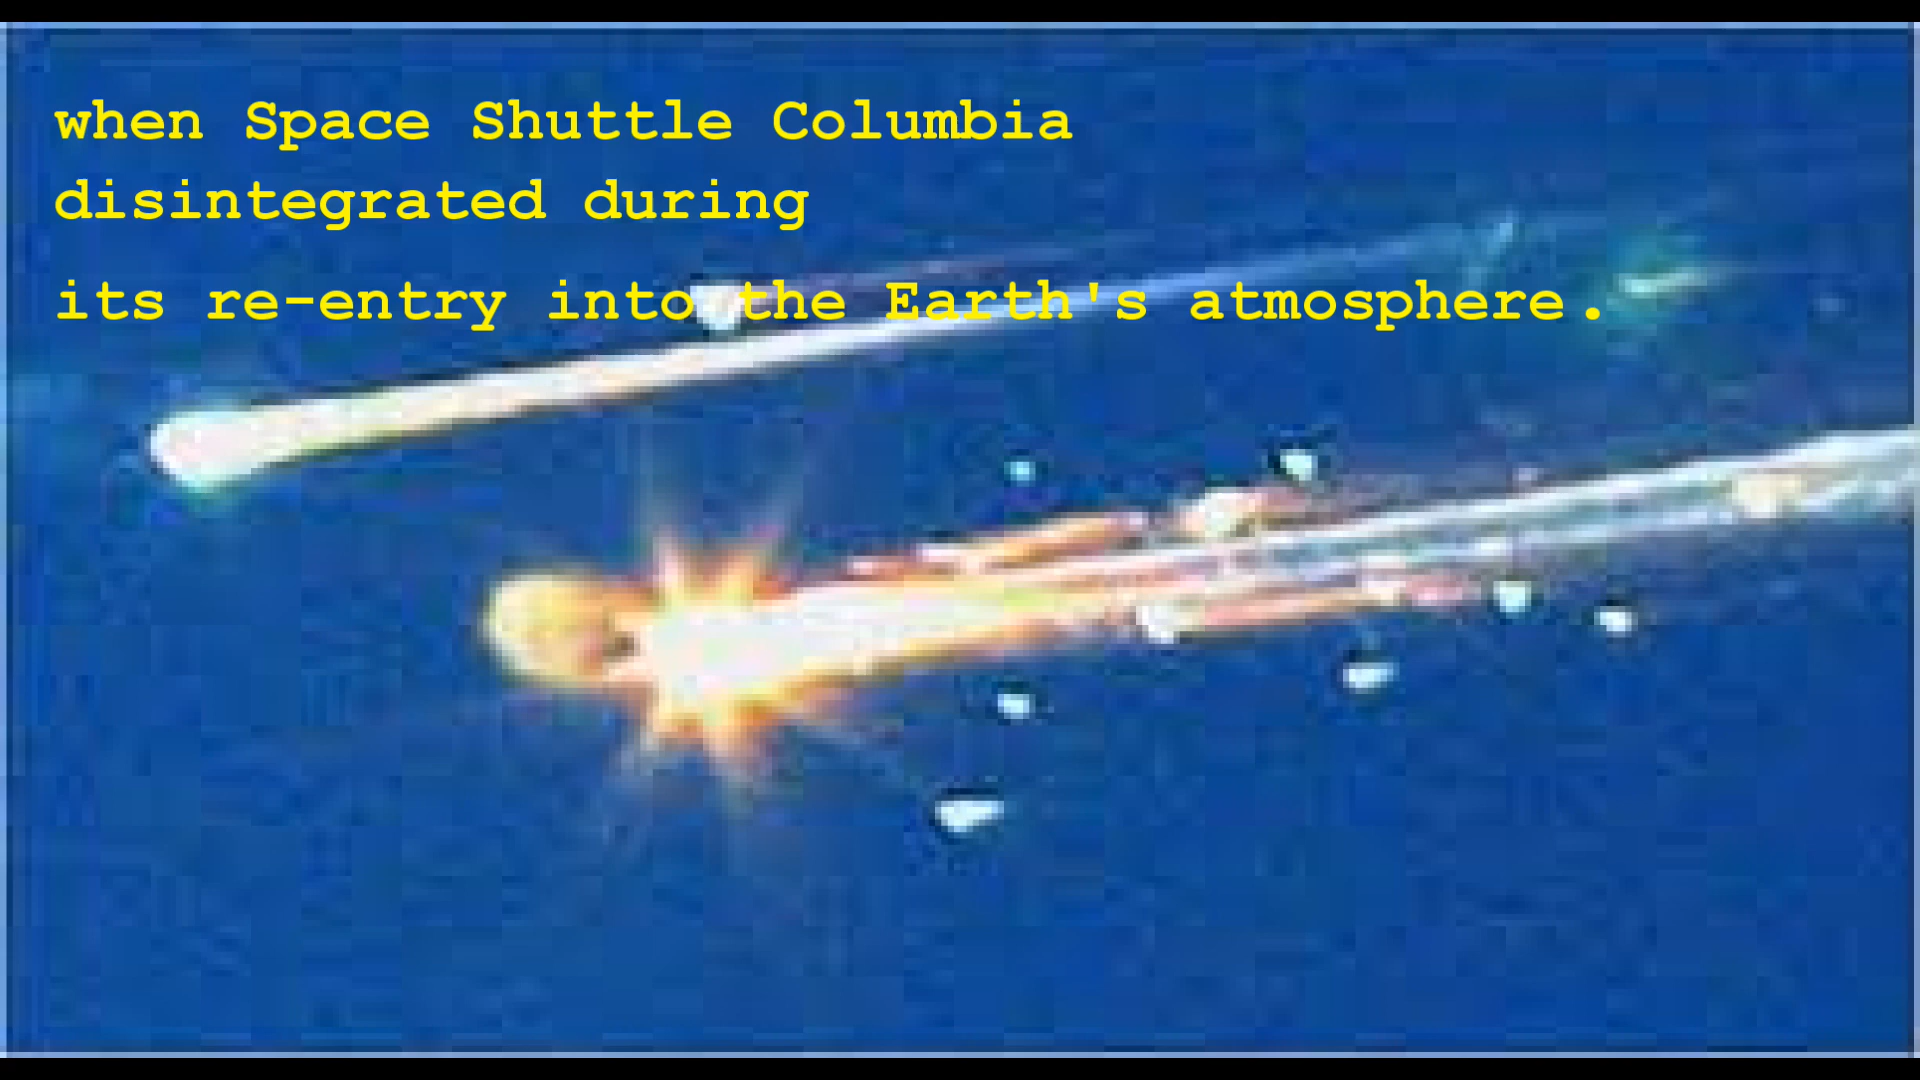 when Space Shuttle Columbia
disintegrated during
its re-entry into the Earth's atmosphere.